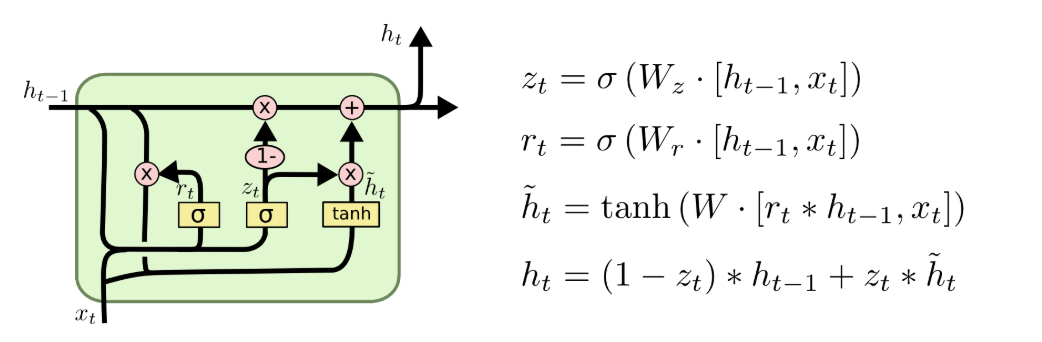 h_t
h_{t-1}
x +
1-
x r_t z_t x h̃_t
σ σ tanh
x_t
z_t = σ (W_z · [h_{t-1}, x_t])
r_t = σ (W_r · [h_{t-1}, x_t])
h̃_t = tanh (W · [r_t * h_{t-1}, x_t])
h_t = (1 − z_t) * h_{t-1} + z_t * h̃_t